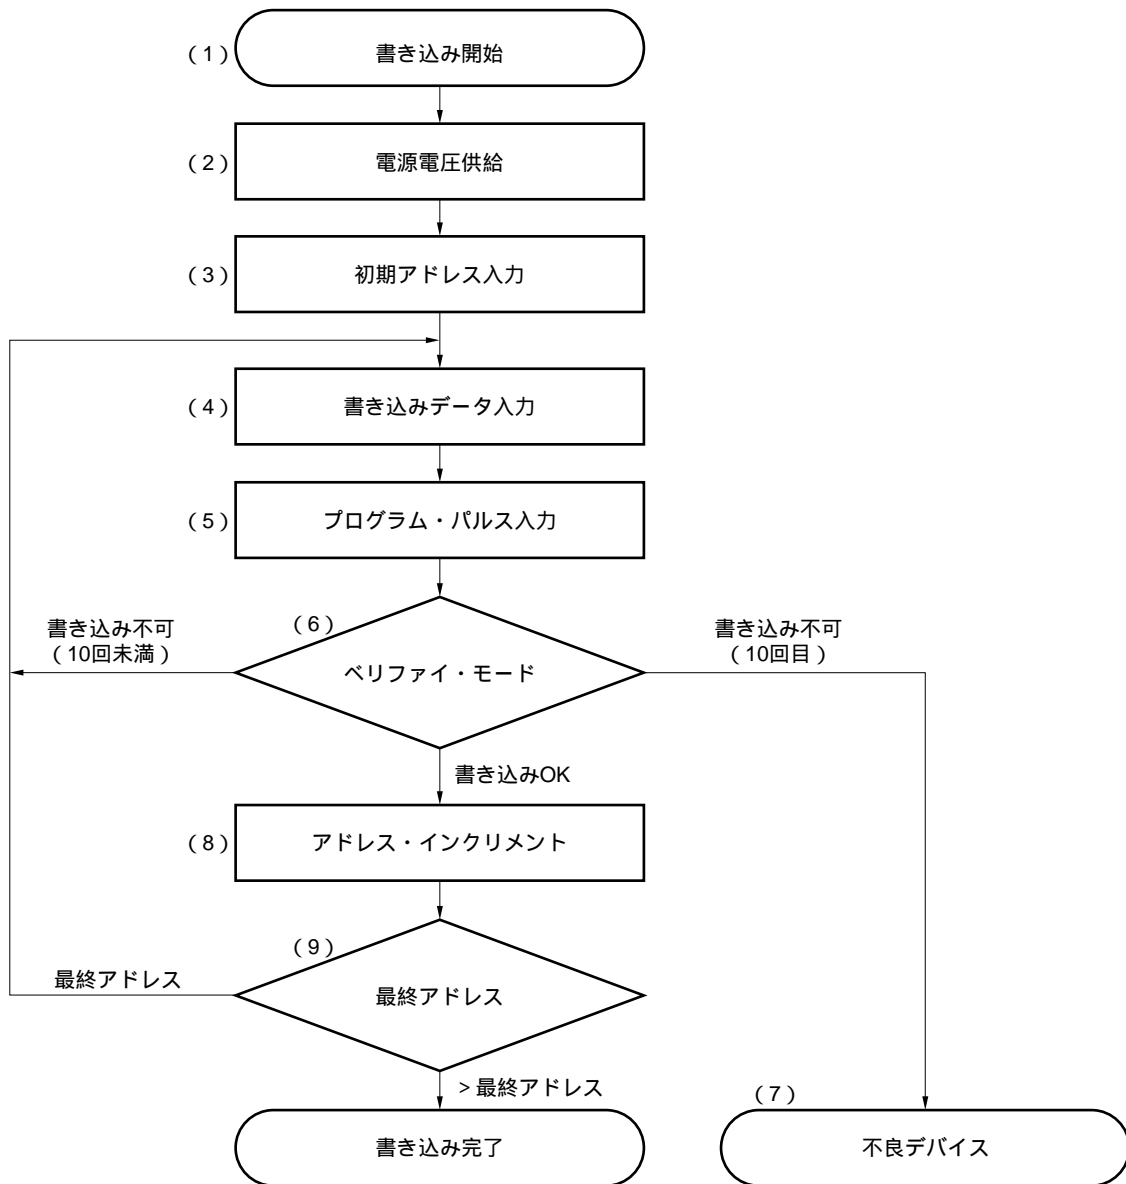 （1） 書き込み開始
（2） 電源電圧供給
（3） 初期アドレス入力
（4） 書き込みデータ入力
（5） プログラム・パルス入力
（6）
書き込み不可
（10回未満）
ベリファイ・モード
書き込み不可
（10回目）
書き込みOK
（8） アドレス・インクリメント
（9）
最終アドレス
最終アドレス
＞最終アドレス
書き込み完了
（7）
不良デバイス